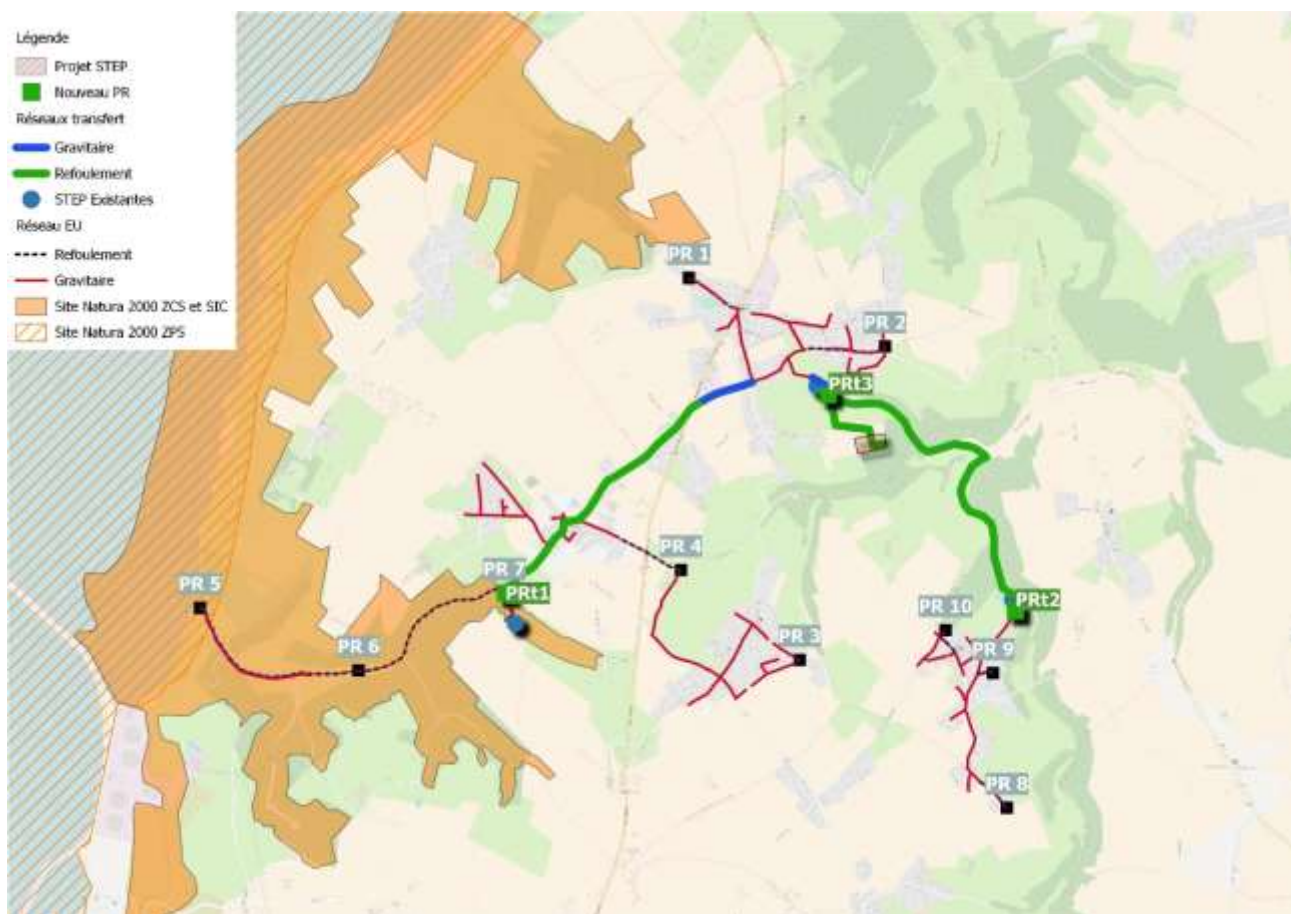 Légende
Projet STEP
Nouveau PR
Réseaux transfert
Gravitaire
Refoulement
STEP Existantes
Réseau EU
Refoulement
Gravitaire
Site Natura 2000 ZCS et SIC
Site Natura 2000 ZPS
PR 1
PR 2
PRt3
PR 4
PR 7
PRt1
PR 5
PR 6
PR 3
PR 10
PRt2
PR 9
PR 8